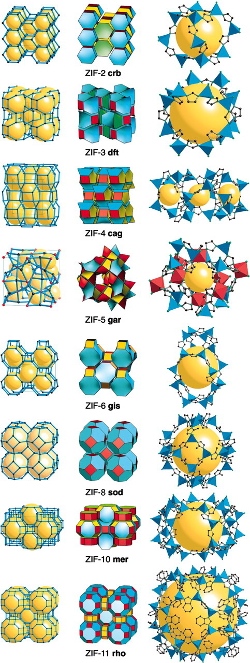 ZIF-2 crb
ZIF-3 dft
ZIF-4 cag
ZIF-5 gar
ZIF-6 gis
ZIF-8 sod
ZIF-10 mer
ZIF-11 rho